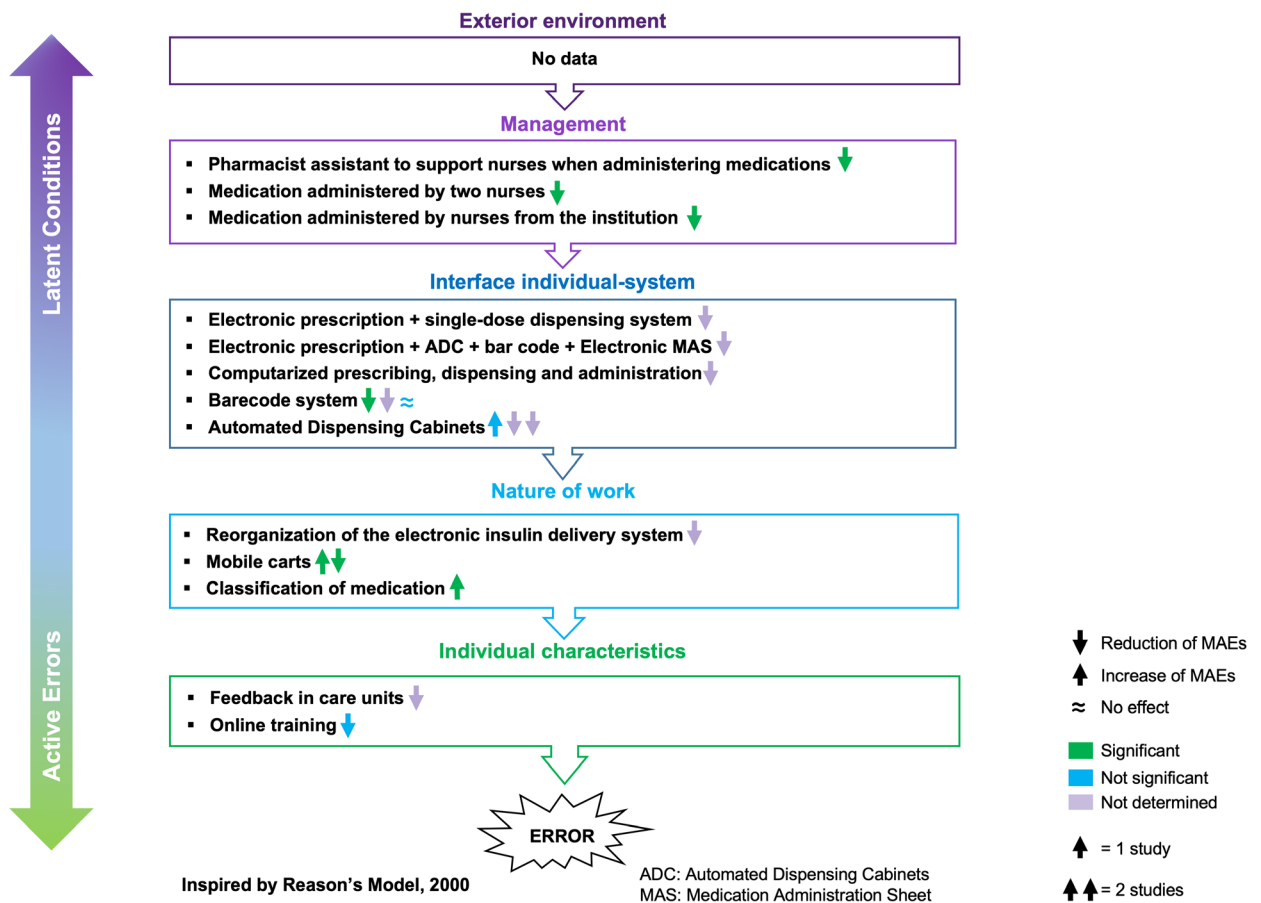 Exterior environment
No data
Management
▪ Pharmacist assistant to support nurses when administering medications
▪ Medication administered by two nurses
▪ Medication administered by nurses from the institution
Interface individual-system
▪ Electronic prescription + single-dose dispensing system
▪ Electronic prescription + ADC + bar code + Electronic MAS
▪ Computarized prescribing, dispensing and administration
▪ Barecode system ≈
▪ Automated Dispensing Cabinets
Nature of work
▪ Reorganization of the electronic insulin delivery system
▪ Mobile carts
▪ Classification of medication
Individual characteristics
▪ Feedback in care units
▪ Online training
ERROR
Latent Conditions
Active Errors
Reduction of MAEs
Increase of MAEs
≈ No effect
Significant
Not significant
Not determined
= 1 study
= 2 studies
Inspired by Reason's Model, 2000
ADC: Automated Dispensing Cabinets
MAS: Medication Administration Sheet